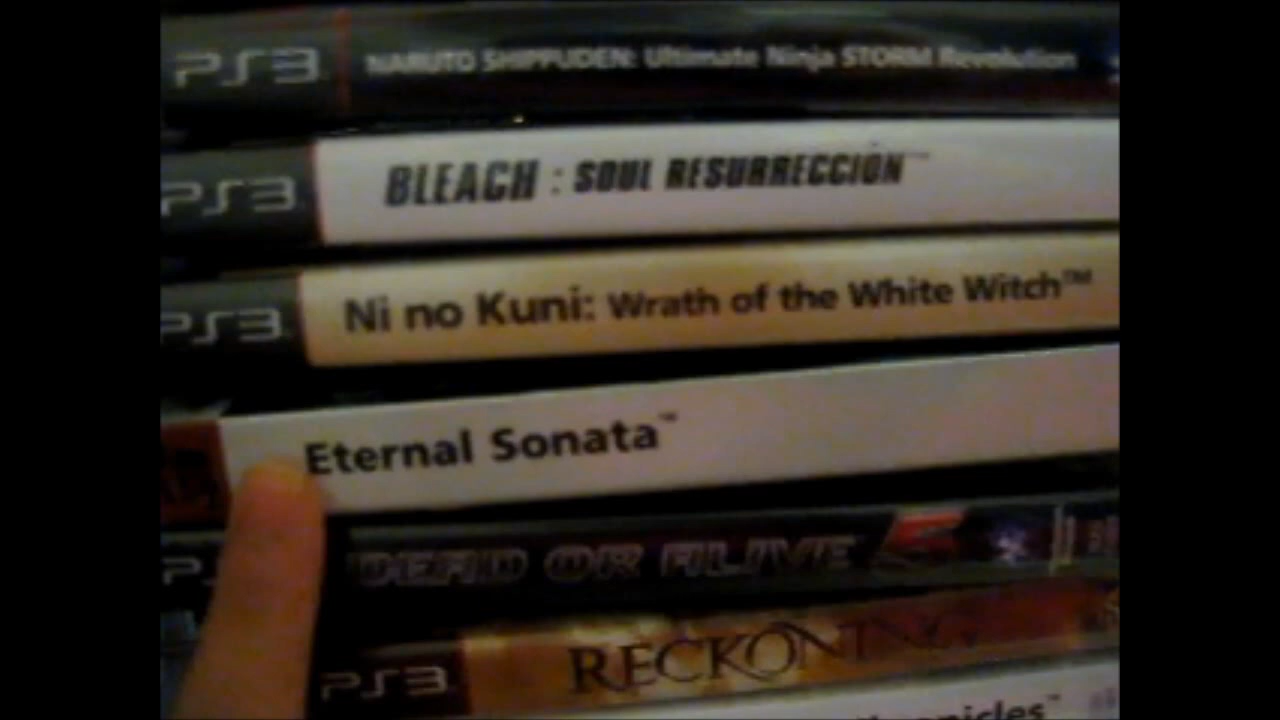 PS3 NARUTO SHIPPUDEN: Ultimate Ninja STORM Revolution
PS3 BLEACH : SOUL RESURRECCIÓN™
PS3 Ni no Kuni: Wrath of the White Witch™
Eternal Sonata™
DEAD OR ALIVE 5
PS3 RECKONING